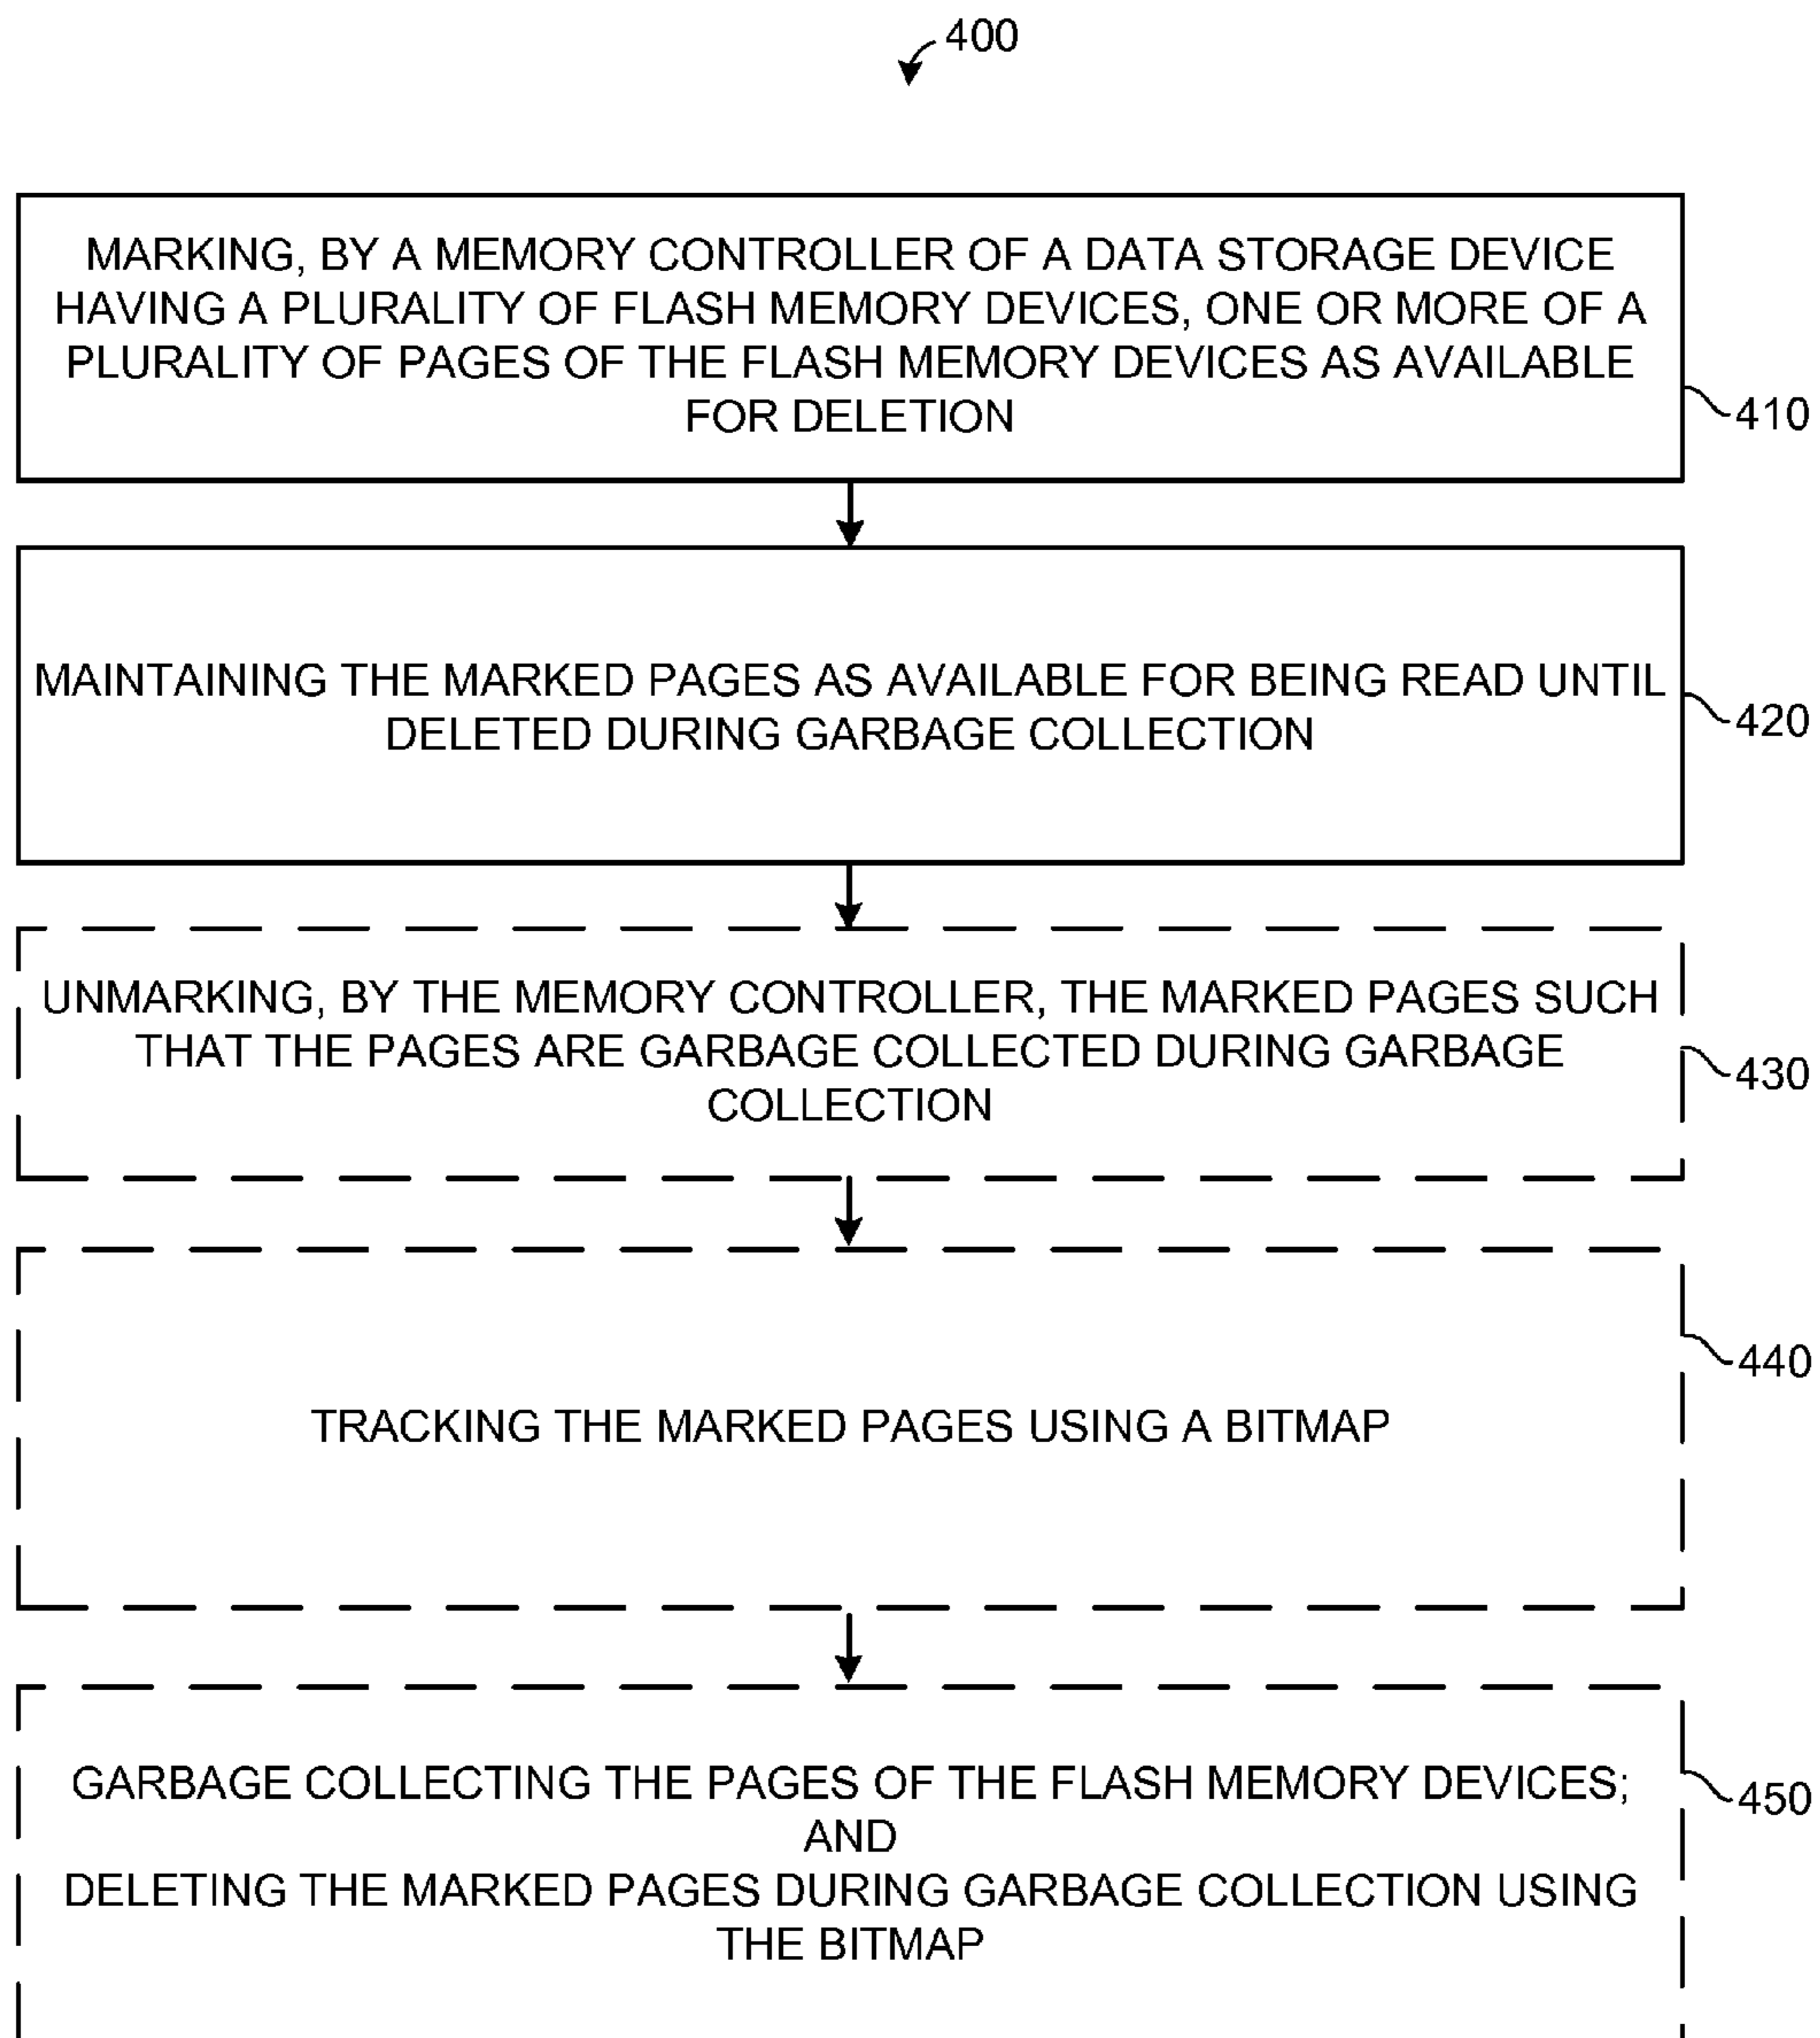 400
MARKING, BY A MEMORY CONTROLLER OF A DATA STORAGE DEVICE
HAVING A PLURALITY OF FLASH MEMORY DEVICES, ONE OR MORE OF A
PLURALITY OF PAGES OF THE FLASH MEMORY DEVICES AS AVAILABLE
FOR DELETION
410
MAINTAINING THE MARKED PAGES AS AVAILABLE FOR BEING READ UNTIL
DELETED DURING GARBAGE COLLECTION
420
UNMARKING, BY THE MEMORY CONTROLLER, THE MARKED PAGES SUCH
THAT THE PAGES ARE GARBAGE COLLECTED DURING GARBAGE
COLLECTION
430
TRACKING THE MARKED PAGES USING A BITMAP
440
GARBAGE COLLECTING THE PAGES OF THE FLASH MEMORY DEVICES;
AND
DELETING THE MARKED PAGES DURING GARBAGE COLLECTION USING
THE BITMAP
450